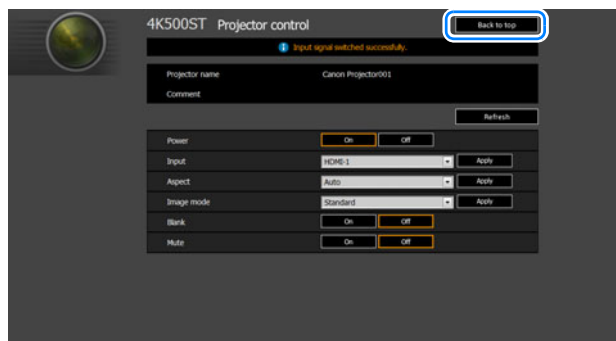 4K500ST Projector control
Back to top
Input signal switched successfully.
Projector name Canon Projector001
Comment
Refresh
Power On Off
Input HDMI-1 Apply
Aspect Auto Apply
Image mode Standard Apply
Blank On Off
Mute On Off